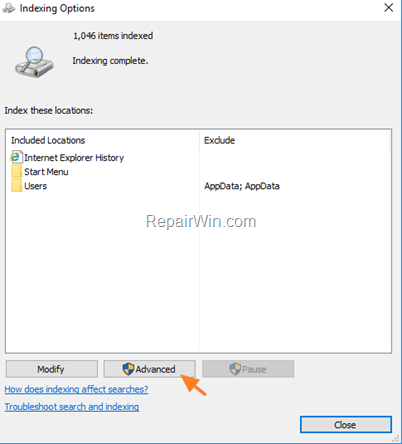 Indexing Options
1,046 items indexed
Indexing complete.
Index these locations:
Included Locations Exclude
Internet Explorer History
Start Menu
Users AppData; AppData
RepairWin.com
Modify Advanced Pause
How does indexing affect searches?
Troubleshoot search and indexing
Close